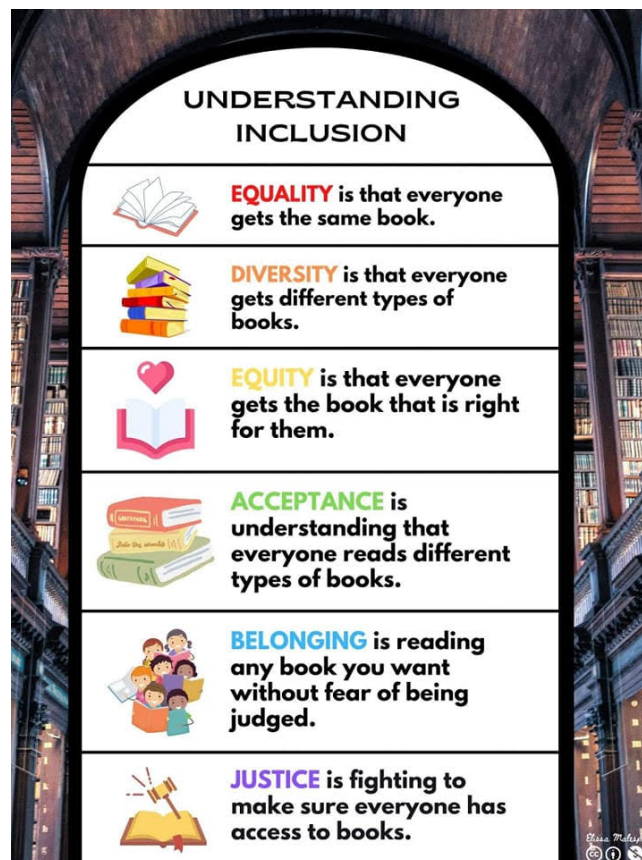 UNDERSTANDING
INCLUSION
EQUALITY is that everyone
gets the same book.
DIVERSITY is that everyone
gets different types of
books.
EQUITY is that everyone
gets the book that is right
for them.
ACCEPTANCE is
understanding that
everyone reads different
types of books.
BELONGING is reading
any book you want
without fear of being
judged.
JUSTICE is fighting to
make sure everyone has
access to books.
Elissa